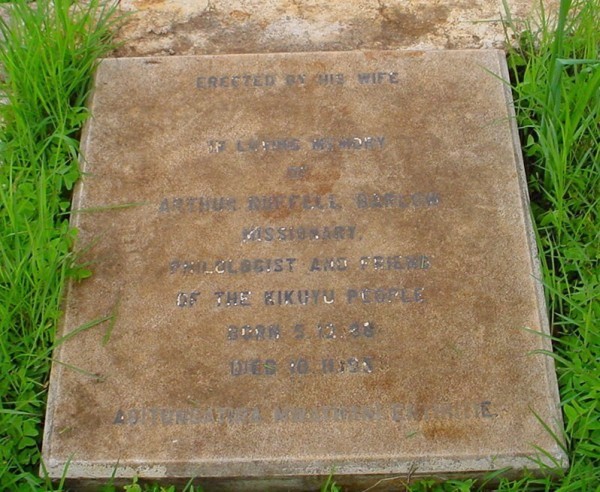 ERECTED BY HIS WIFE
IN LOVING MEMORY
OF
ARTHUR RUFFELL BARLOW
MISSIONARY,
PHILOLOGIST AND FRIEND
OF THE KIKUYU PEOPLE
BORN
DIED